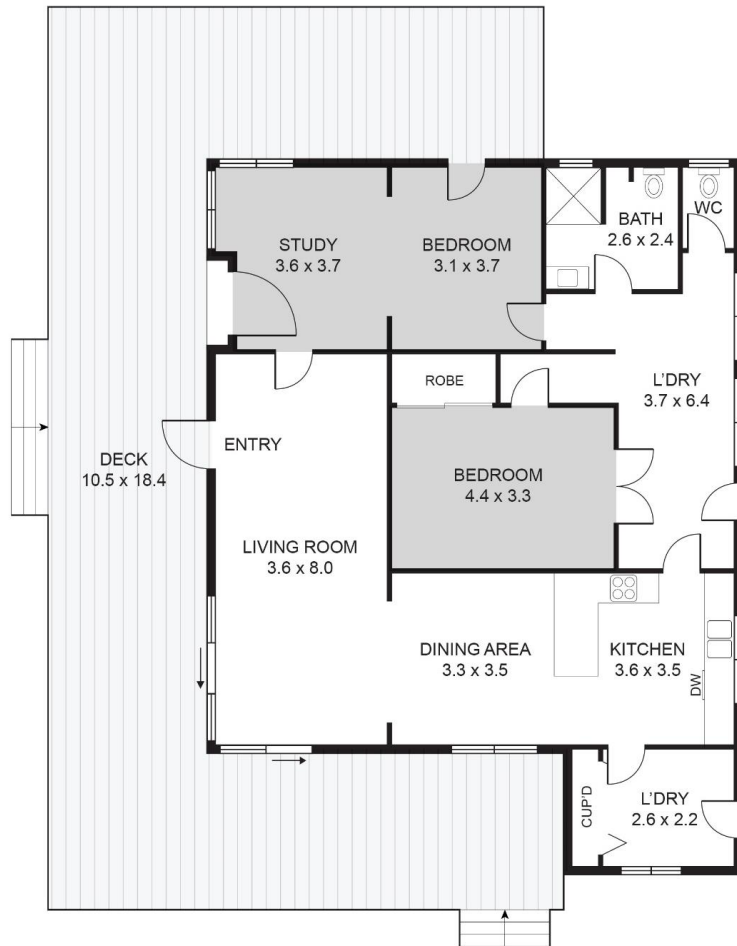 WC
BATH
2.6 x 2.4
STUDY
3.6 x 3.7
BEDROOM
3.1 x 3.7
ROBE
L'DRY
3.7 x 6.4
ENTRY
DECK
10.5 x 18.4
BEDROOM
4.4 x 3.3
LIVING ROOM
3.6 x 8.0
DINING AREA
3.3 x 3.5
KITCHEN
3.6 x 3.5
DW
CUP'D
L'DRY
2.6 x 2.2